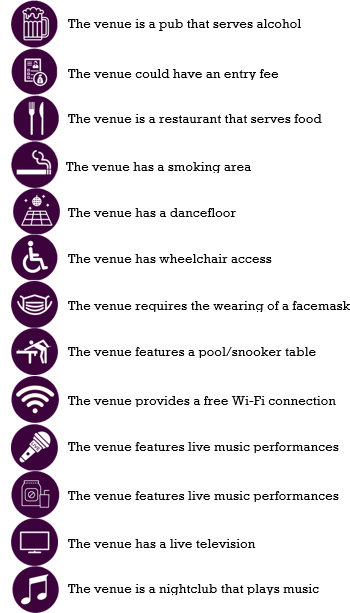 The venue is a pub that serves alcohol
The venue could have an entry fee
The venue is a restaurant that serves food
The venue has a smoking area
The venue has a dancefloor
The venue has wheelchair access
The venue requires the wearing of a facemask
The venue features a pool/snooker table
The venue provides a free Wi-Fi connection
The venue features live music performances
The venue features live music performances
The venue has a live television
The venue is a nightclub that plays music